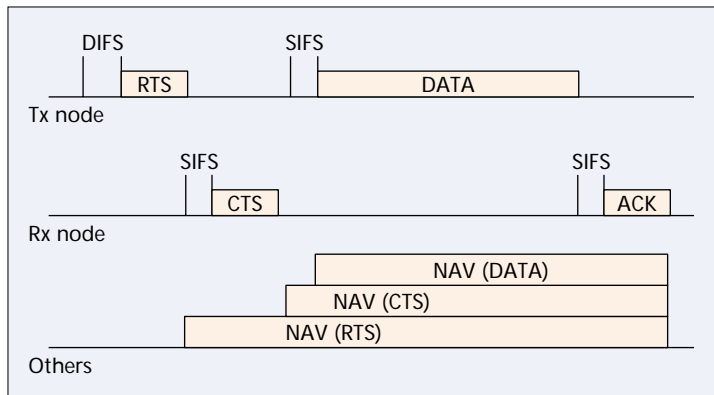 DIFS
SIFS
RTS
DATA
Tx node
SIFS
SIFS
CTS
ACK
Rx node
NAV (DATA)
NAV (CTS)
NAV (RTS)
Others